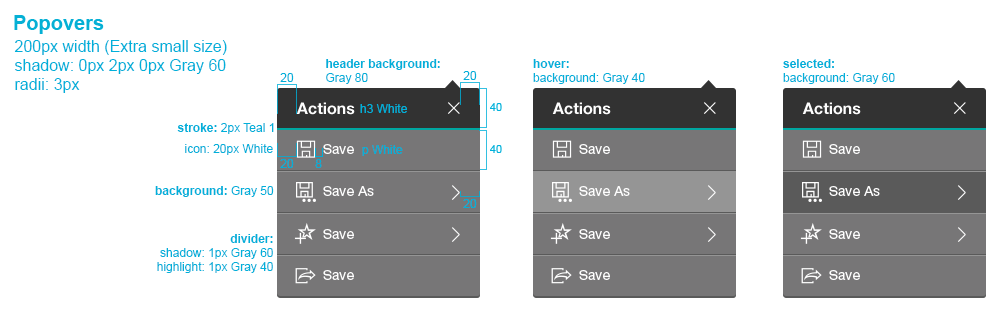 Popovers
200px width (Extra small size)
shadow: 0px 2px 0px Gray 60
radii: 3px
header background:
Gray 80
20
20
Actions h3 White
40
stroke: 2px Teal 1
icon: 20px White
Save p White
40
20
8
background: Gray 50
Save As
20
divider:
shadow: 1px Gray 60
highlight: 1px Gray 40
Save
Save
hover:
background: Gray 40
Actions
Save
Save As
Save
Save
selected:
background: Gray 60
Actions
Save
Save As
Save
Save